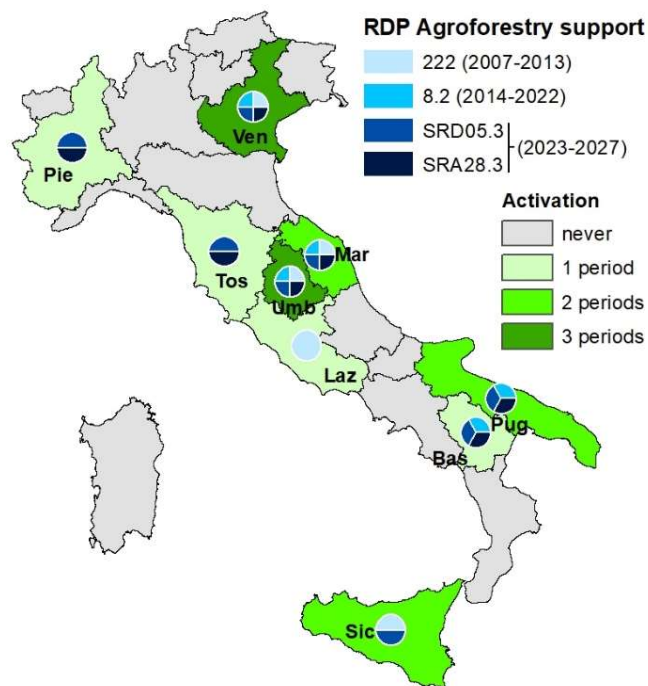 RDP Agroforestry support
222 (2007-2013)
8.2 (2014-2022)
SRD05.3
(2023-2027)
SRA28.3
Activation
never
1 period
2 periods
3 periods
Ven
Pie
Mar
Tos
Umb
Laz
Pug
Bas
Sic